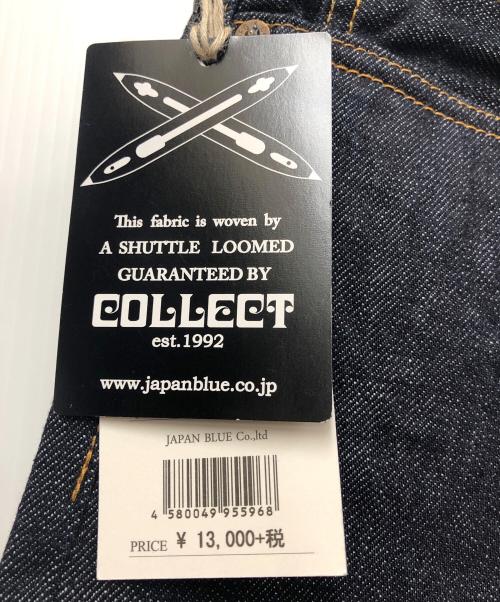 This fabric is woven by
A SHUTTLE LOOMED
GUARANTEED BY
COLLECT
est.1992
www.japanblue.co.jp
JAPAN BLUE Co.,ltd
4 580049 955968
PRICE ¥ 13,000+税